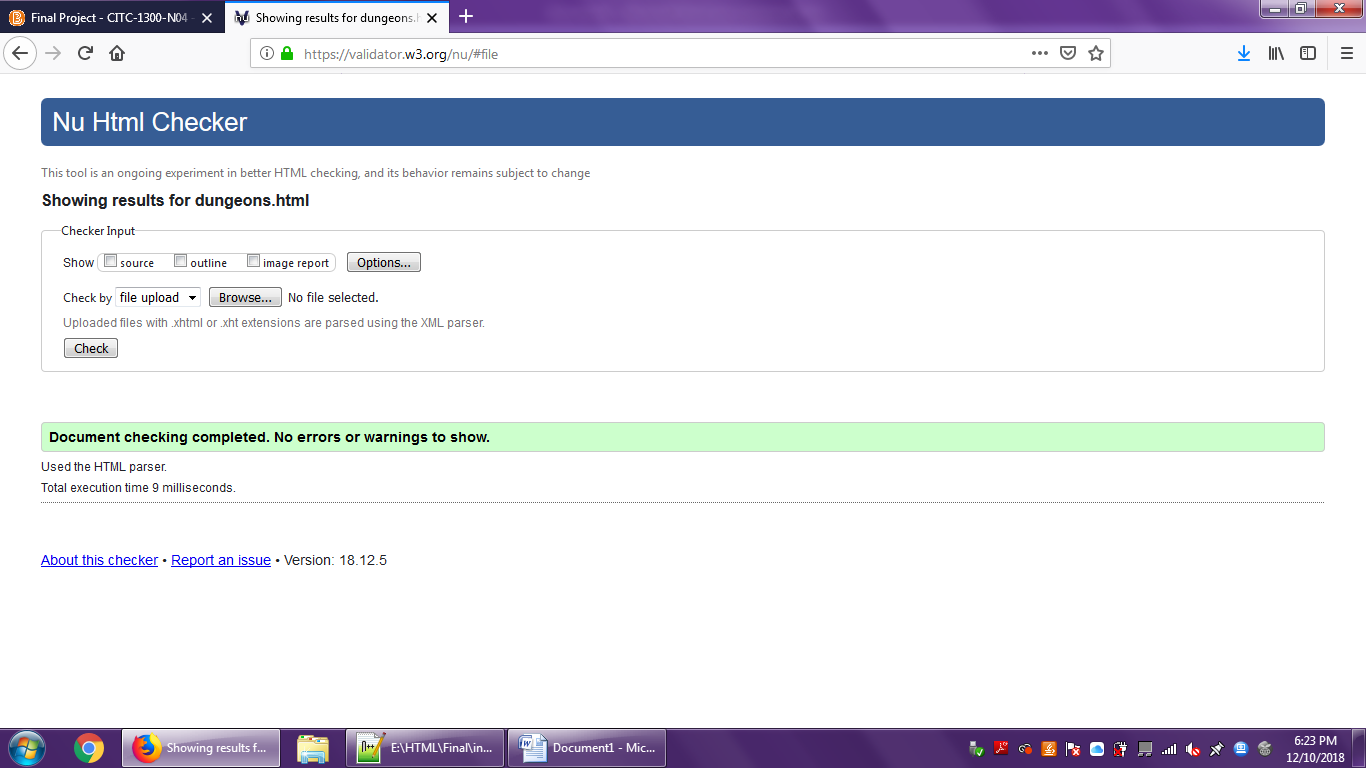 Final Project - CITC-1300-N04 -
Showing results for dungeons.h
https://validator.w3.org/nu/#file
Nu Html Checker
This tool is an ongoing experiment in better HTML checking, and its behavior remains subject to change
Showing results for dungeons.html
Checker Input
Show source outline image report Options...
Check by file upload Browse... No file selected.
Uploaded files with .xhtml or .xht extensions are parsed using the XML parser.
Check
Document checking completed. No errors or warnings to show.
Used the HTML parser.
Total execution time 9 milliseconds.
About this checker • Report an issue • Version: 18.12.5
Showing results f...
E:\HTML\Final\in...
Document1 - Mic...
6:23 PM
12/10/2018